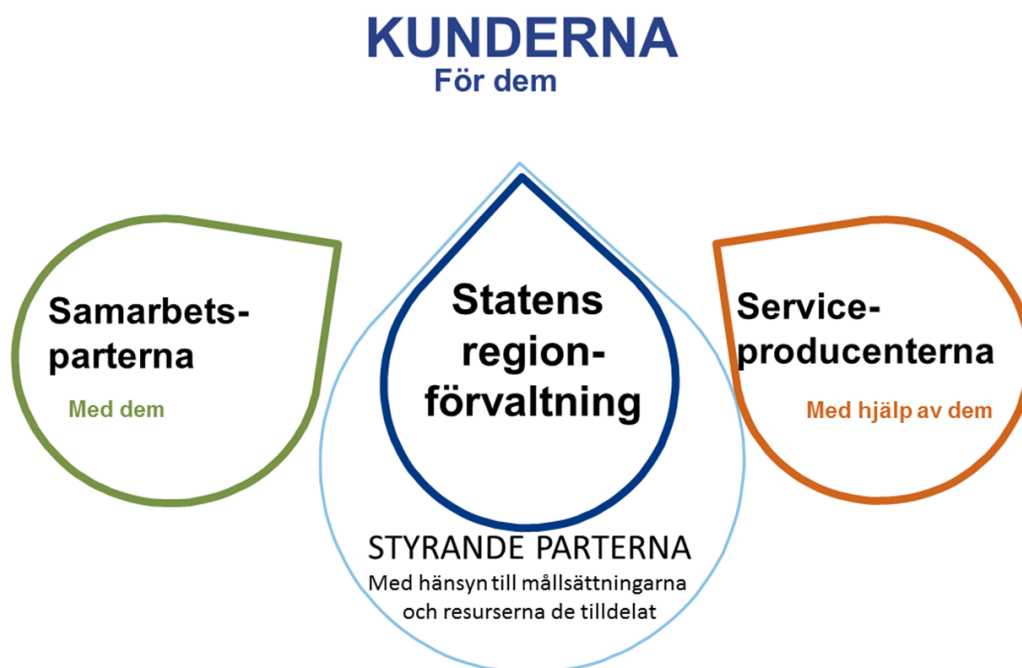 KUNDERNA
För dem
Samarbets-
parterna
Med dem
Statens
region-
förvaltning
Service-
producenterna
Med hjälp av dem
STYRANDE PARTERNA
Med hänsyn till mållsättningarna
och resurserna de tilldelat